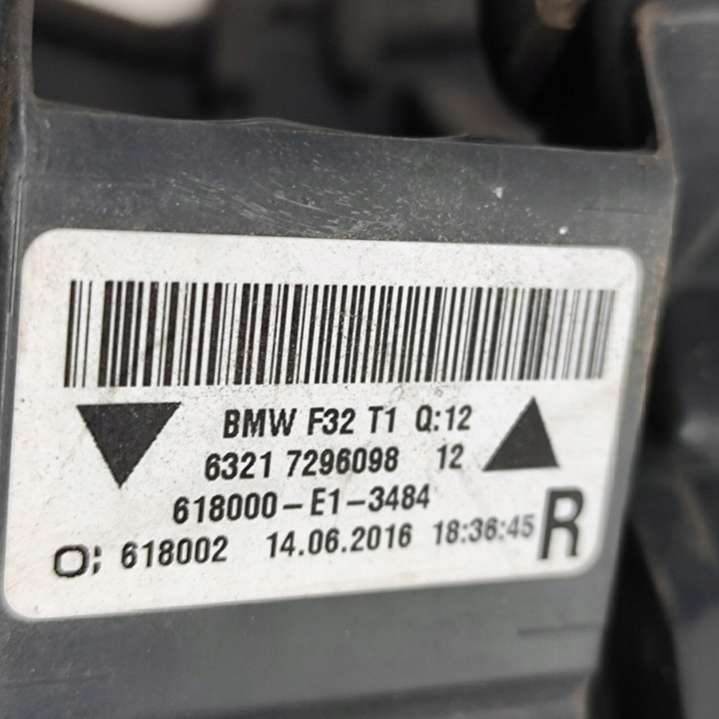 BMW F32 T1 Q:12
6321 7296098 12
618000-E1-3484
O; 618002 14.06.2016 18:36:45 R